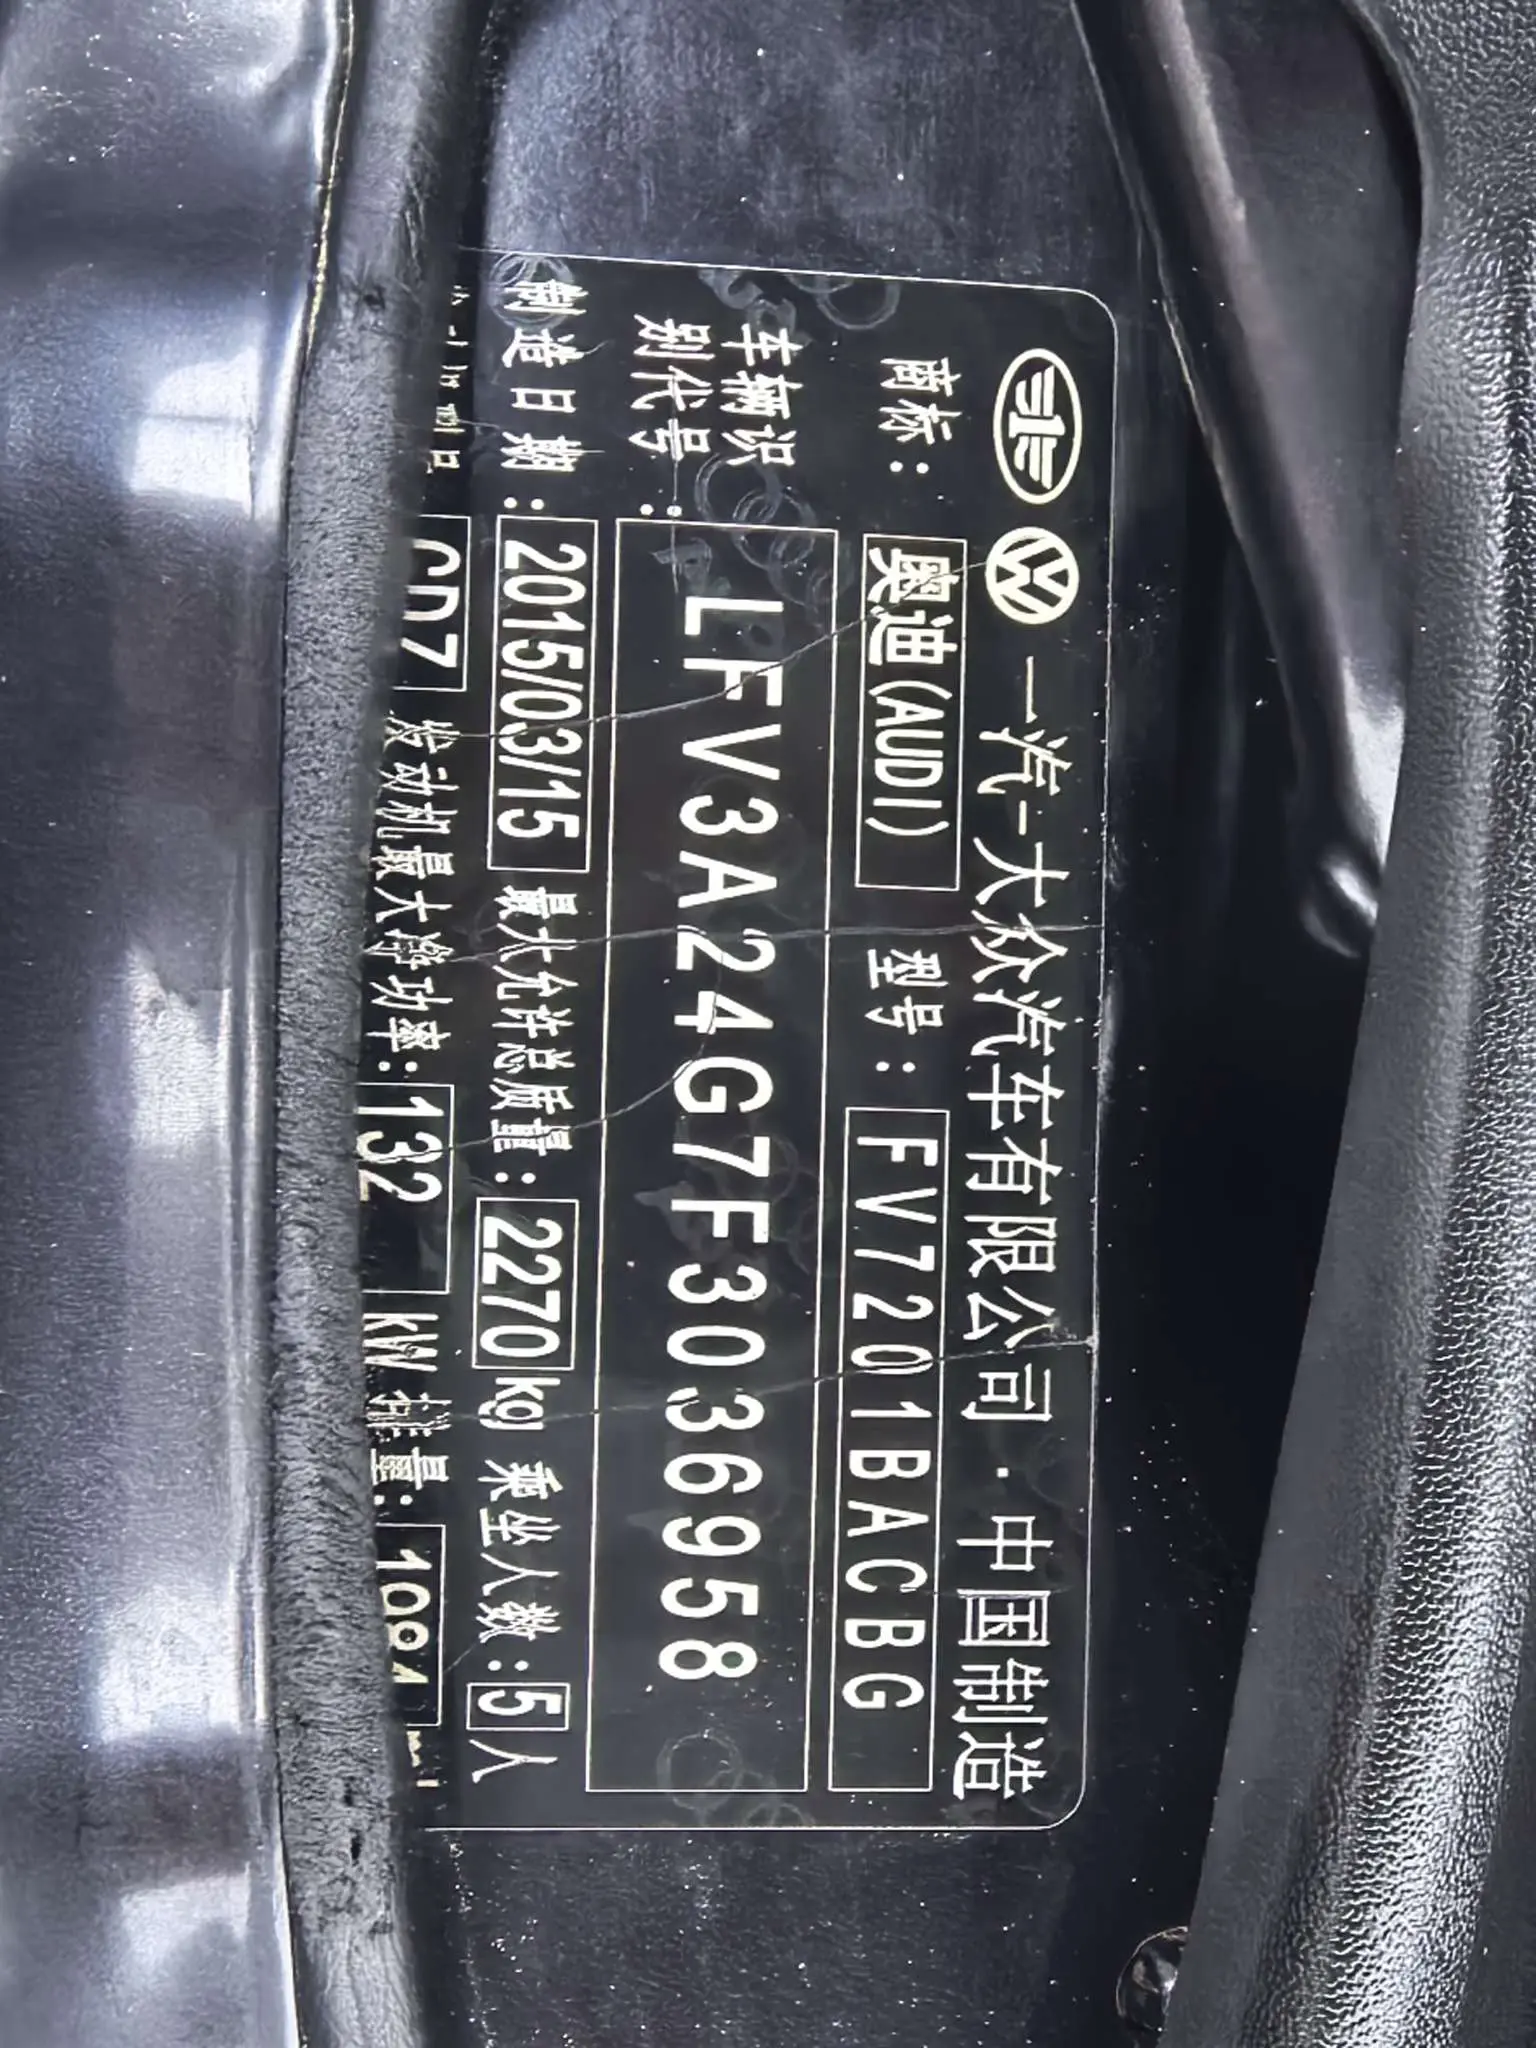 一汽-大众汽车有限公司·中国制造
商标: 奥迪(AUDI) 型号: FV7201BACBG
车辆识别代号: LFV3A24G7F3036958
制造日期: 2015/03/15 最大允许总质量: 2270kg 乘坐人数: 5人
发动机最大净功率: 132 kW 排量: